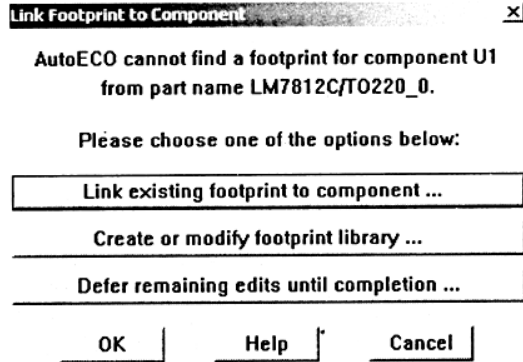 Link Footprint to Component
AutoECO cannot find a footprint for component U1
from part name LM7812C/TO220_0.
Please choose one of the options below:
Link existing footprint to component ...
Create or modify footprint library ...
Defer remaining edits until completion ...
OK Help Cancel